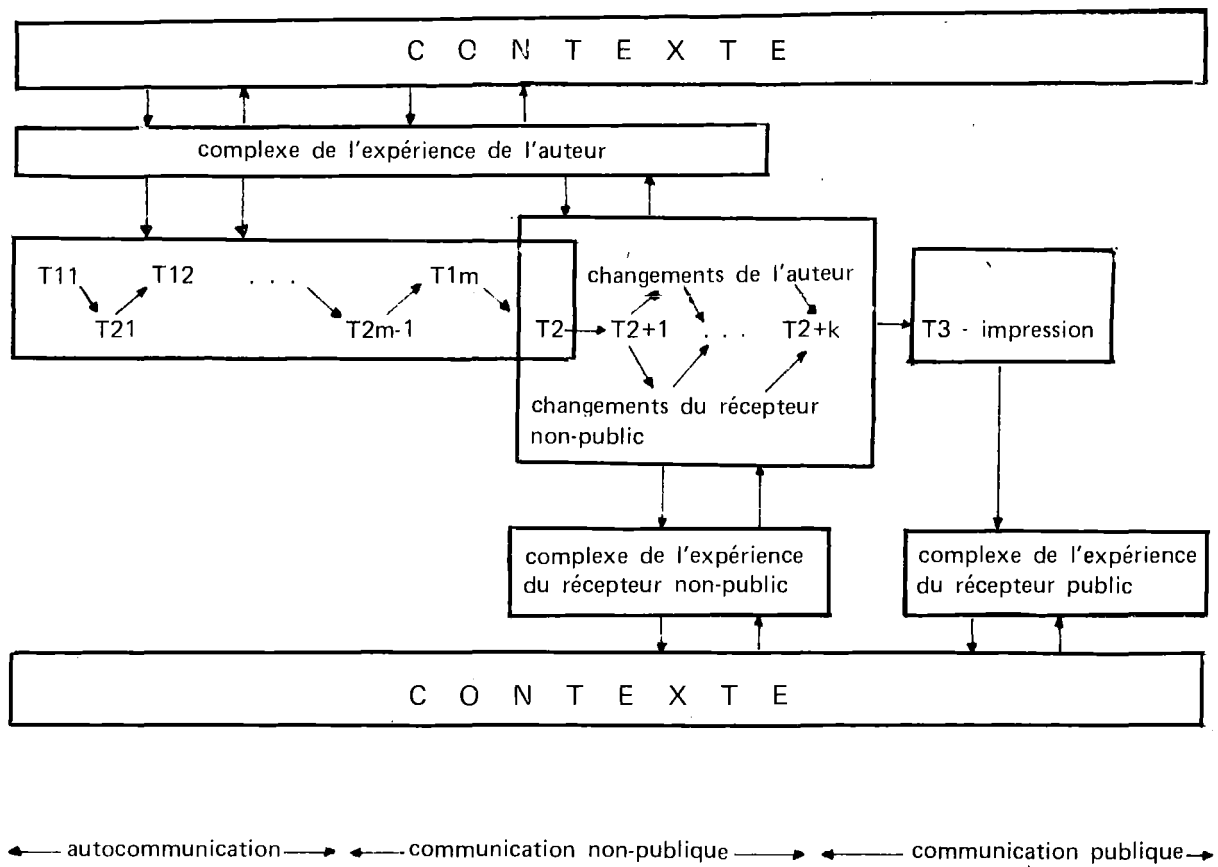 C O N T E X T E
complexe de l'expérience de l'auteur
T11 T12 . . . T1m
changements de l'auteur
T21 T2m-1 T2 T2+1 . . . T2+k T3 - impression
changements du récepteur
non-public
complexe de l'expérience
du récepteur non-public
complexe de l'expérience
du récepteur public
C O N T E X T E
autocommunication communication non-publique communication publique